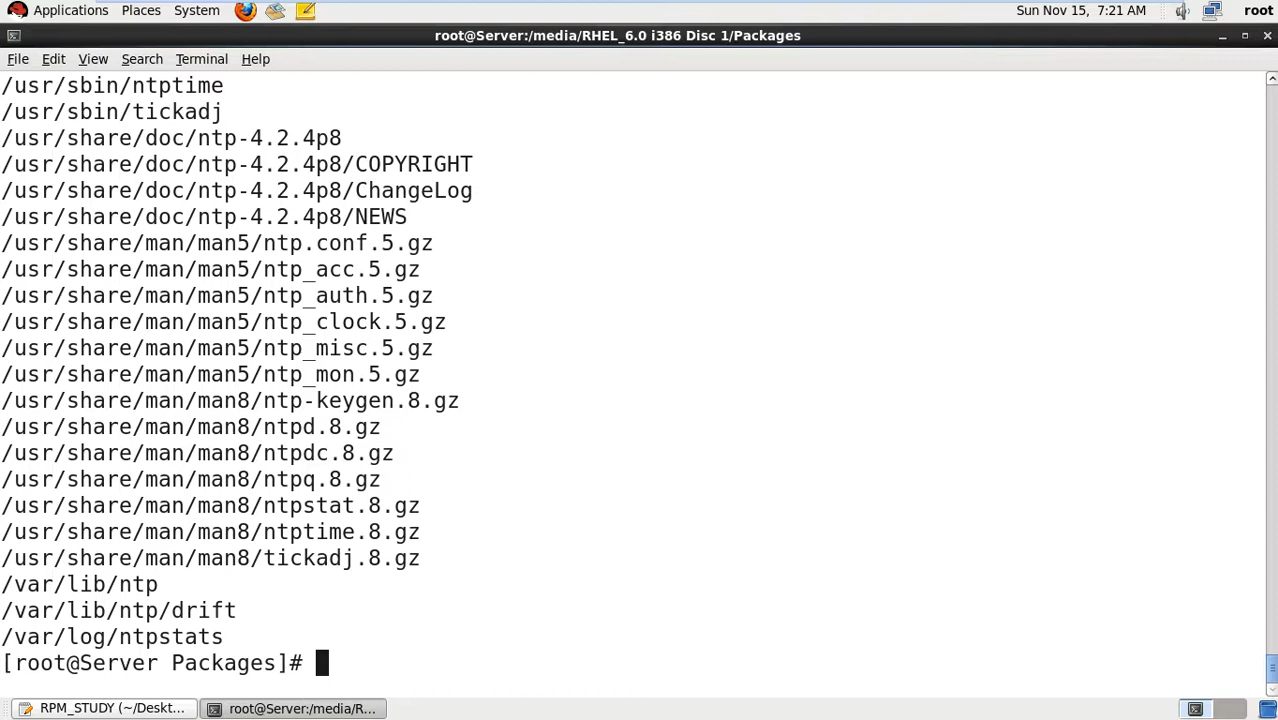 Applications Places System Sun Nov 15, 7:21 AM root
root@Server:/media/RHEL_6.0 i386 Disc 1/Packages
File Edit View Search Terminal Help
/usr/sbin/ntptime
/usr/sbin/tickadj
/usr/share/doc/ntp-4.2.4p8
/usr/share/doc/ntp-4.2.4p8/COPYRIGHT
/usr/share/doc/ntp-4.2.4p8/ChangeLog
/usr/share/doc/ntp-4.2.4p8/NEWS
/usr/share/man/man5/ntp.conf.5.gz
/usr/share/man/man5/ntp_acc.5.gz
/usr/share/man/man5/ntp_auth.5.gz
/usr/share/man/man5/ntp_clock.5.gz
/usr/share/man/man5/ntp_misc.5.gz
/usr/share/man/man5/ntp_mon.5.gz
/usr/share/man/man8/ntp-keygen.8.gz
/usr/share/man/man8/ntpd.8.gz
/usr/share/man/man8/ntpdc.8.gz
/usr/share/man/man8/ntpq.8.gz
/usr/share/man/man8/ntpstat.8.gz
/usr/share/man/man8/ntptime.8.gz
/usr/share/man/man8/tickadj.8.gz
/var/lib/ntp
/var/lib/ntp/drift
/var/log/ntpstats
[root@Server Packages]#
RPM_STUDY (~/Deskt... root@Server:/media/R...